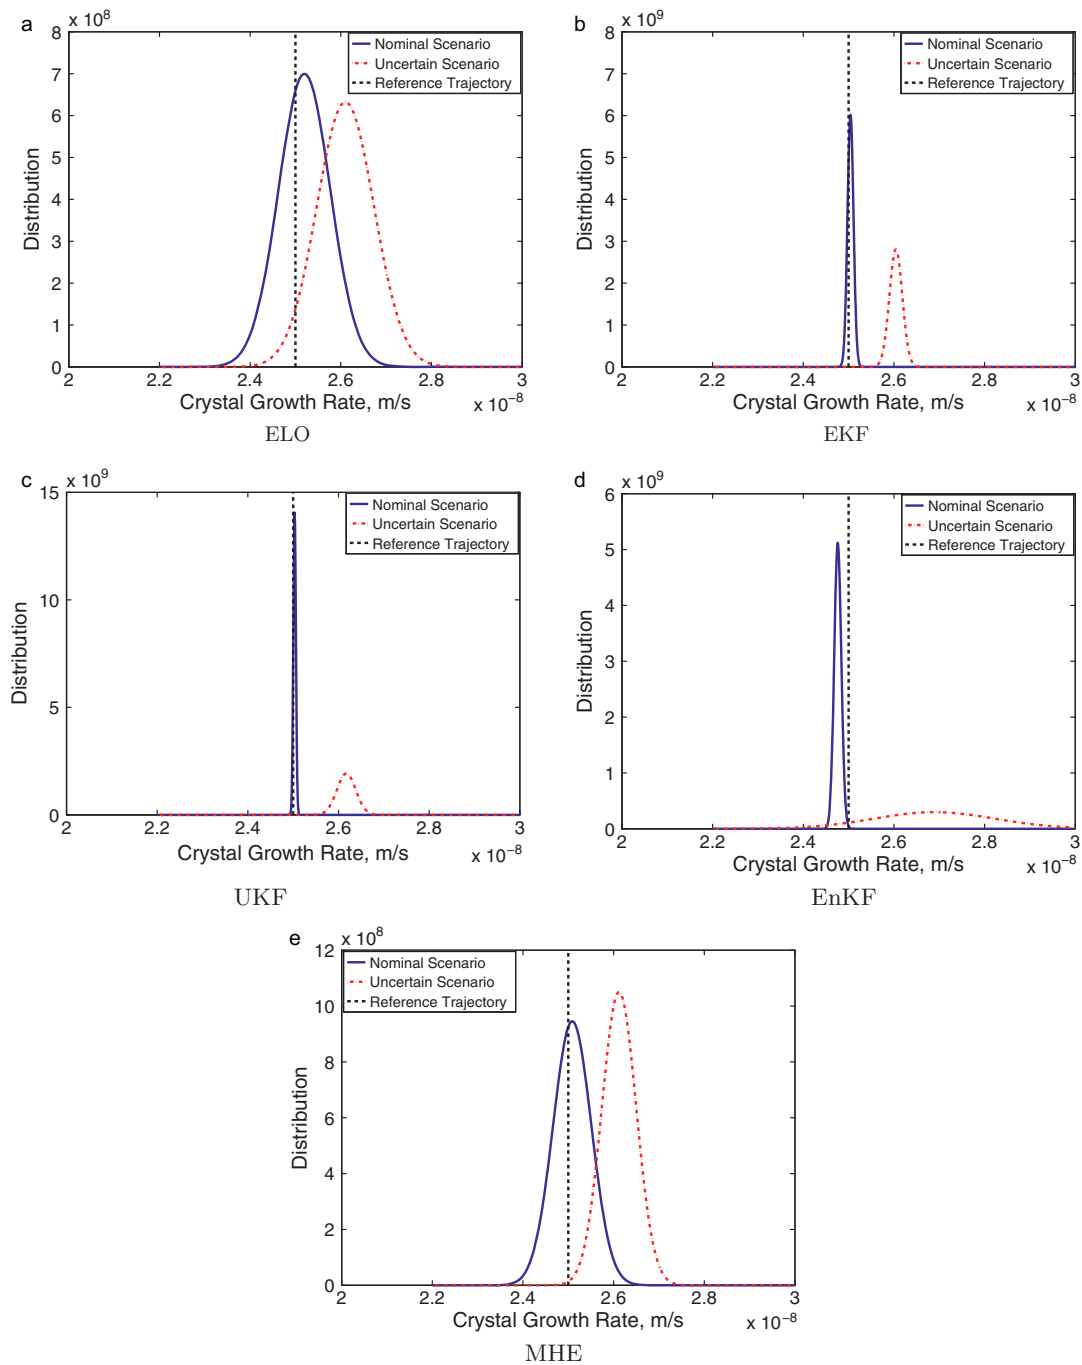 a
x 10^8
8
7
6
5
4
3
2
1
0
Distribution
Nominal Scenario
Uncertain Scenario
Reference Trajectory
2 2.2 2.4 2.6 2.8 3
Crystal Growth Rate, m/s
x 10^-8
ELO
b
x 10^9
8
7
6
5
4
3
2
1
0
Distribution
Nominal Scenario
Uncertain Scenario
Reference Trajectory
2 2.2 2.4 2.6 2.8 3
Crystal Growth Rate, m/s
x 10^-8
EKF
c
x 10^9
15
10
5
0
Distribution
Nominal Scenario
Uncertain Scenario
Reference Trajectory
2 2.2 2.4 2.6 2.8 3
Crystal Growth Rate, m/s
x 10^-8
UKF
d
x 10^9
6
5
4
3
2
1
0
Distribution
Nominal Scenario
Uncertain Scenario
Reference Trajectory
2 2.2 2.4 2.6 2.8 3
Crystal Growth Rate, m/s
x 10^-8
EnKF
e
x 10^8
12
10
8
6
4
2
0
Distribution
Nominal Scenario
Uncertain Scenario
Reference Trajectory
2 2.2 2.4 2.6 2.8 3
Crystal Growth Rate, m/s
x 10^-8
MHE